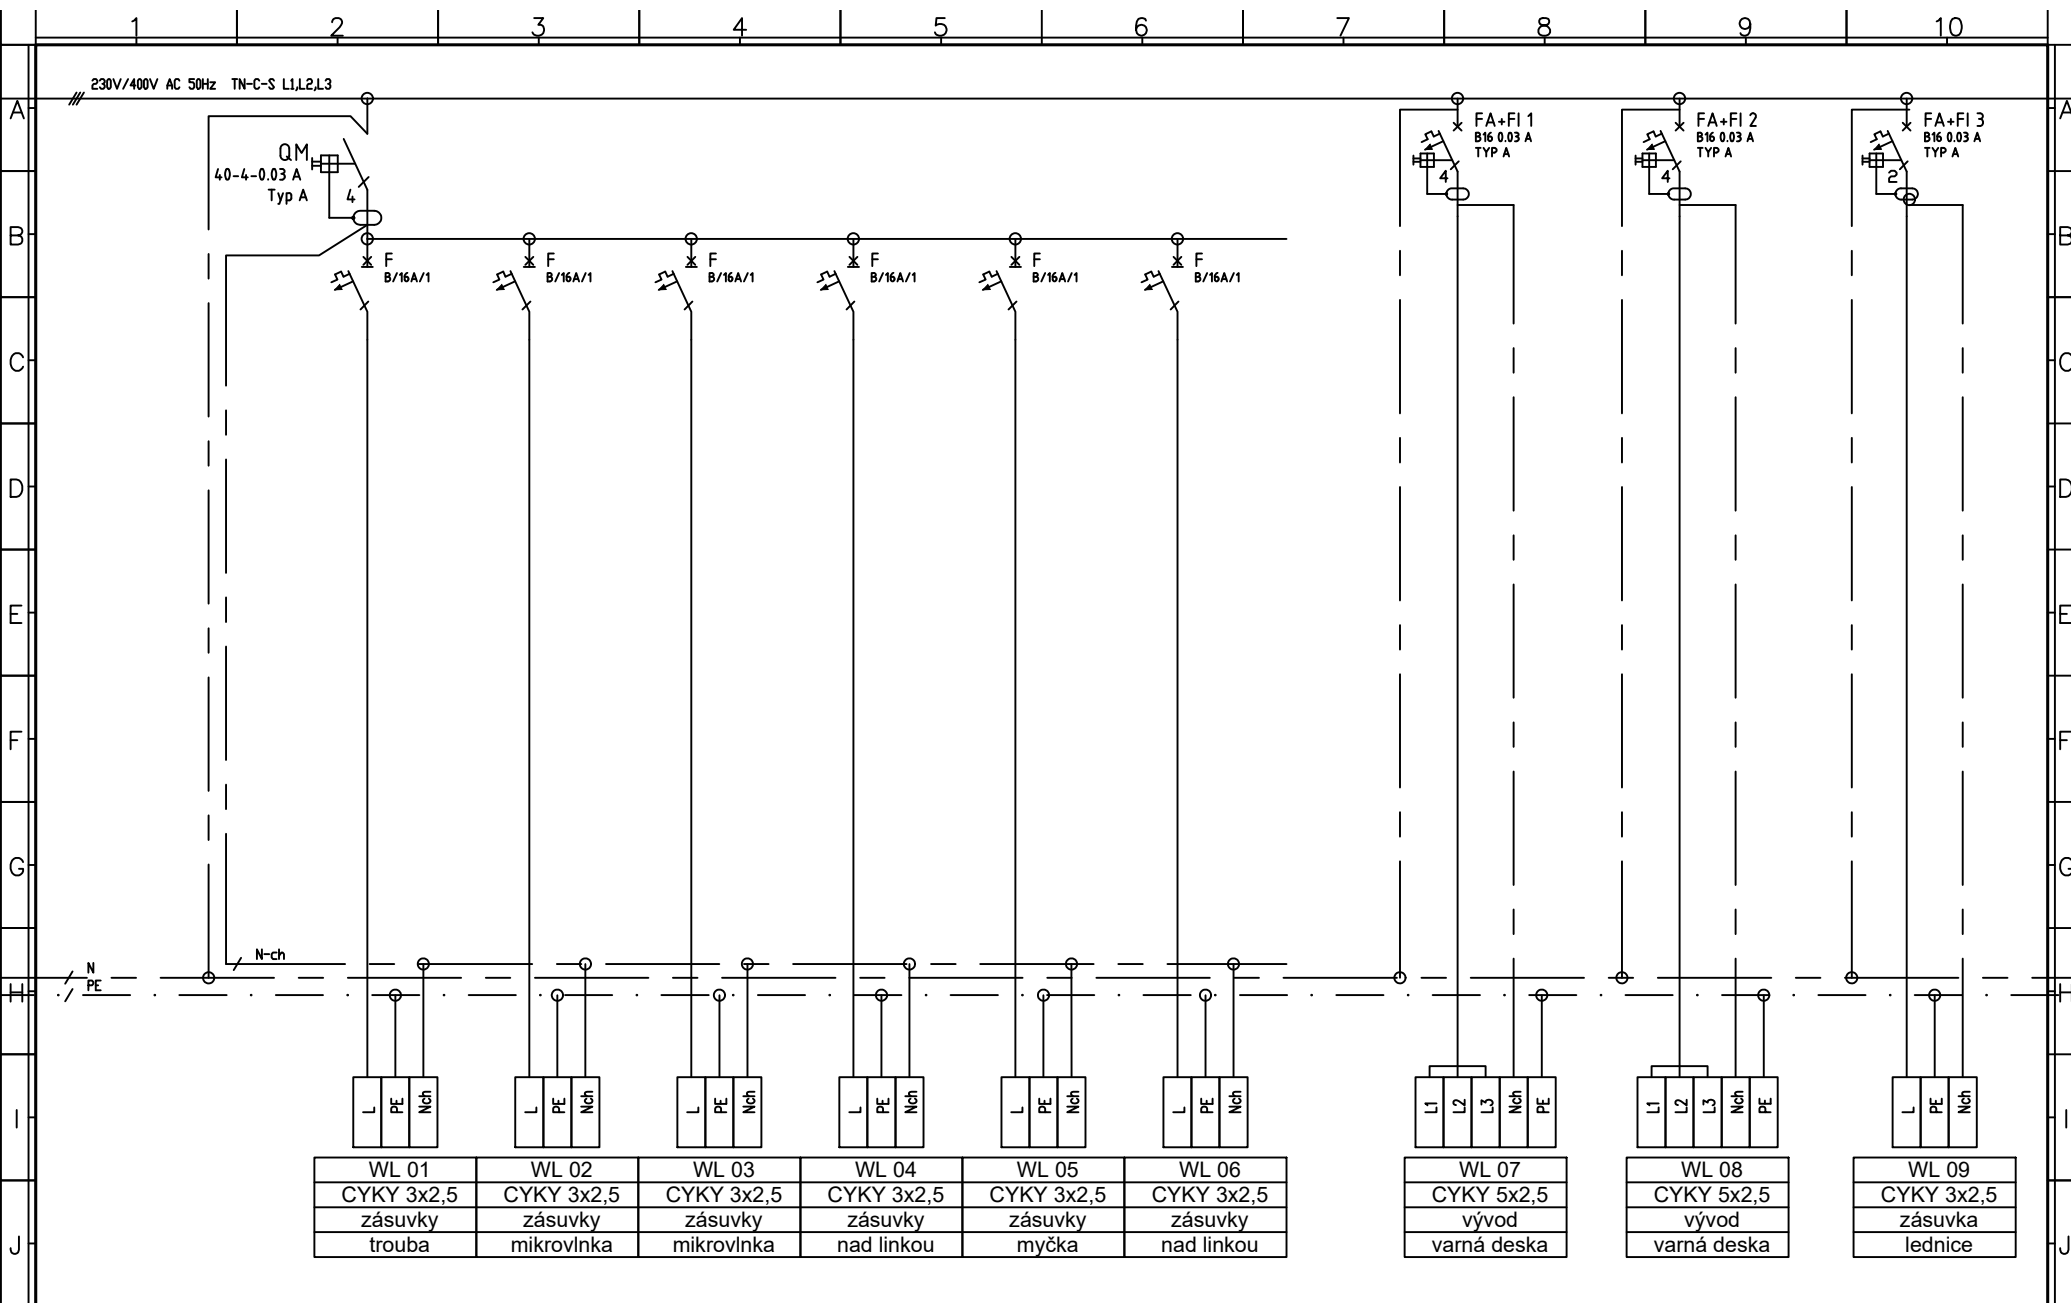 1 2 3 4 5 6 7 8 9 10
230V/400V AC 50Hz TN-C-S L1,L2,L3
A A
QM
40-4-0.03 A
Typ A 4
FA+FI 1
B16 0.03 A
TYP A
4
FA+FI 2
B16 0.03 A
TYP A
4
FA+FI 3
B16 0.03 A
TYP A
2
B B
F
B/16A/1
F
B/16A/1
F
B/16A/1
F
B/16A/1
F
B/16A/1
F
B/16A/1
C C
D D
E E
F F
G G
N-ch
N
PE
H H
L PE Nch
L PE Nch
L PE Nch
L PE Nch
L PE Nch
L PE Nch
L1 L2 L3 Nch PE
L1 L2 L3 Nch PE
L PE Nch
I I
WL 01 WL 02 WL 03 WL 04 WL 05 WL 06 WL 07 WL 08 WL 09
CYKY 3x2,5 CYKY 3x2,5 CYKY 3x2,5 CYKY 3x2,5 CYKY 3x2,5 CYKY 3x2,5 CYKY 5x2,5 CYKY 5x2,5 CYKY 3x2,5
zásuvky zásuvky zásuvky zásuvky zásuvky zásuvky vývod vývod zásuvka
trouba mikrovlnka mikrovlnka nad linkou myčka nad linkou varná deska varná deska lednice
J J